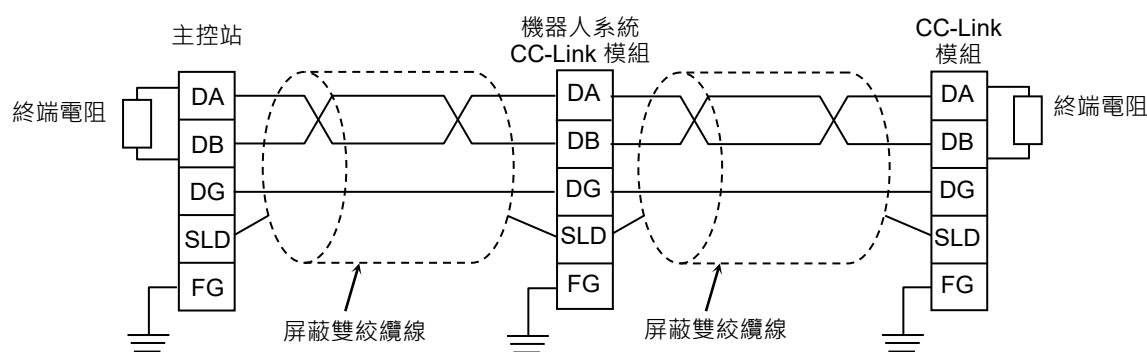 主控站
機器人系統
CC-Link 模組
CC-Link
模組
終端電阻
DA
DB
DG
SLD
FG
DA
DB
DG
SLD
FG
DA
DB
DG
SLD
FG
終端電阻
屏蔽雙絞纜線
屏蔽雙絞纜線